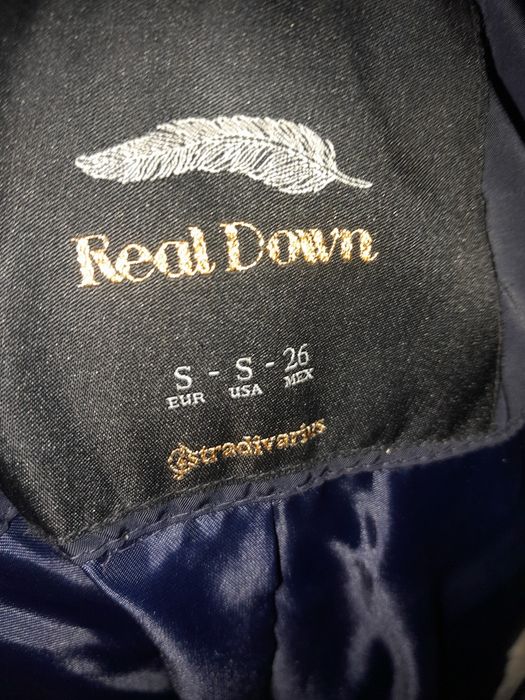 Real Down
S - S - 26
EUR USA MEX
stradivarius